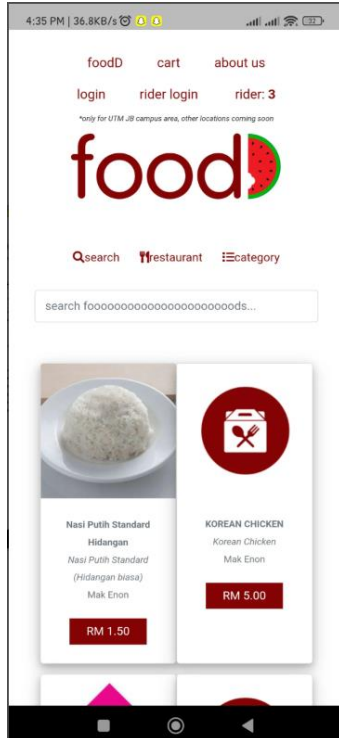 4:35 PM | 36.8KB/s
32
foodD cart about us
login rider login rider: 3
*only for UTM JB campus area, other locations coming soon
food
search restaurant category
search foooooooooooooooooooooods...
Nasi Putih Standard
Hidangan
Nasi Putih Standard
(Hidangan biasa)
Mak Enon
RM 1.50
KOREAN CHICKEN
Korean Chicken
Mak Enon
RM 5.00